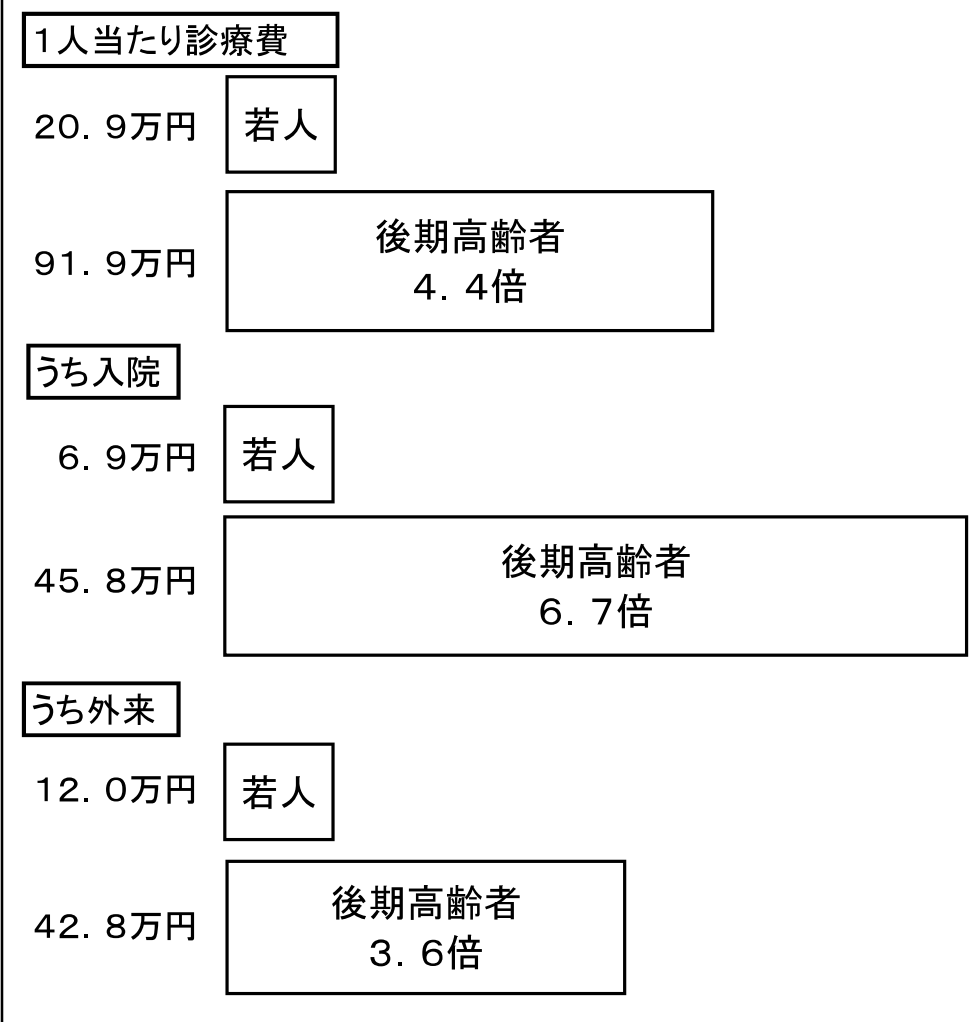 １人当たり診療費
２０．９万円
若人
９１．９万円
後期高齢者
４．４倍
うち入院
６．９万円
若人
４５．８万円
後期高齢者
６．７倍
うち外来
１２．０万円
若人
４２．８万円
後期高齢者
３．６倍